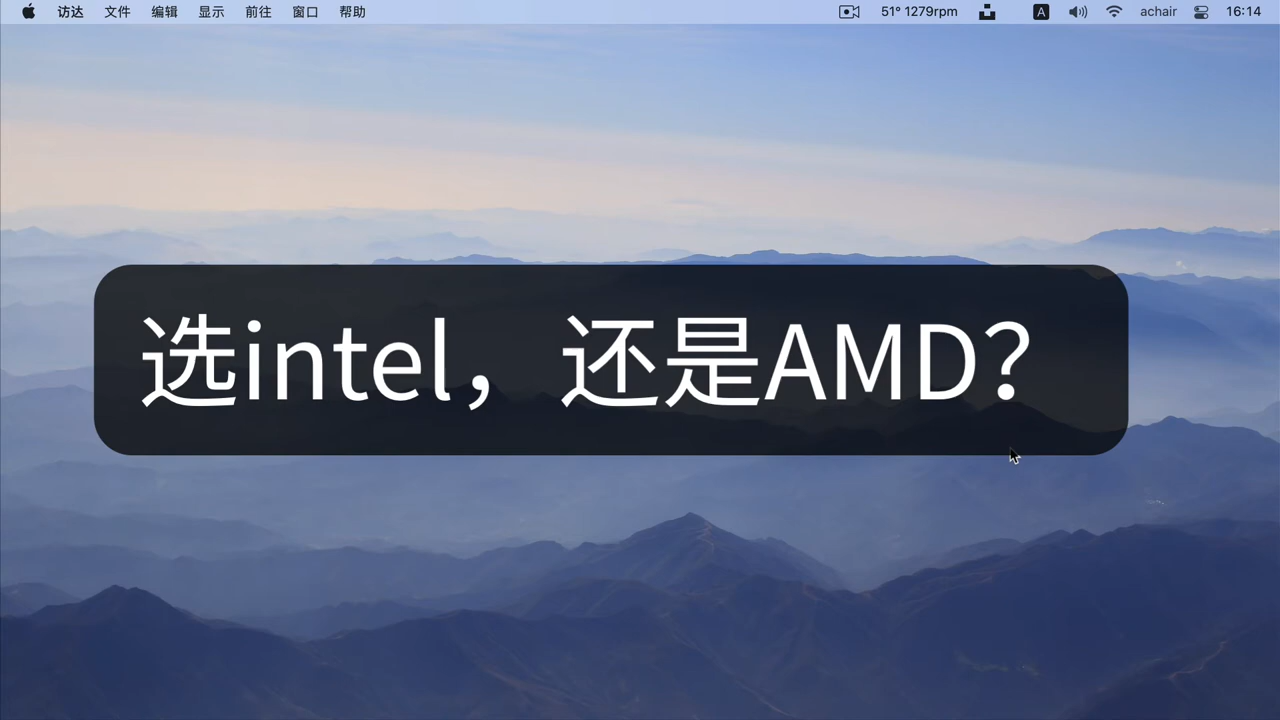 访达 文件 编辑 显示 前往 窗口 帮助 51° 1279rpm A achair 16:14
选intel，还是AMD？